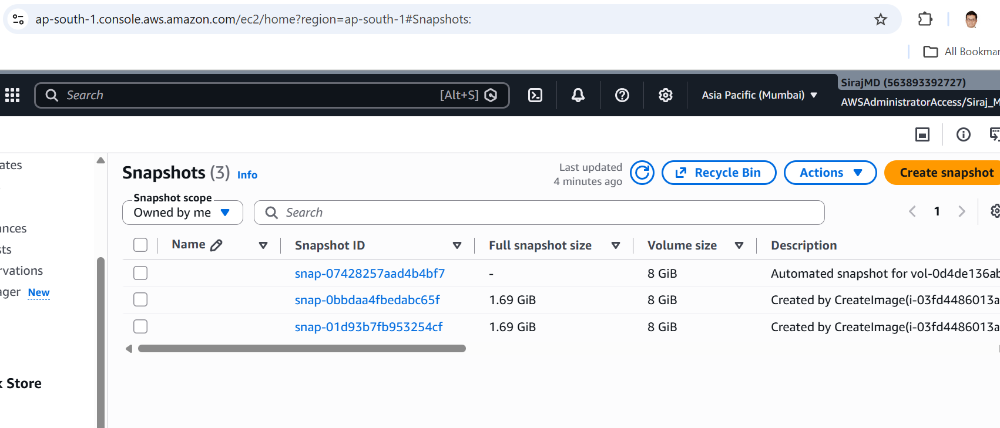 ap-south-1.console.aws.amazon.com/ec2/home?region=ap-south-1#Snapshots:
All Bookmar
Search [Alt+S] Asia Pacific (Mumbai) SirajMD (563893392727)
AWSAdministratorAccess/Siraj_M
ates
ances
sts
rvations
ager New
k Store
Snapshots (3) Info
Last updated
4 minutes ago
Recycle Bin Actions Create snapshot
Snapshot scope
Owned by me Search 1
Name Snapshot ID Full snapshot size Volume size Description
snap-07428257aad4b4bf7 - 8 GiB Automated snapshot for vol-0d4de136ab
snap-0bbdaa4fbedabc65f 1.69 GiB 8 GiB Created by CreateImage(i-03fd4486013a
snap-01d93b7fb953254cf 1.69 GiB 8 GiB Created by CreateImage(i-03fd4486013a